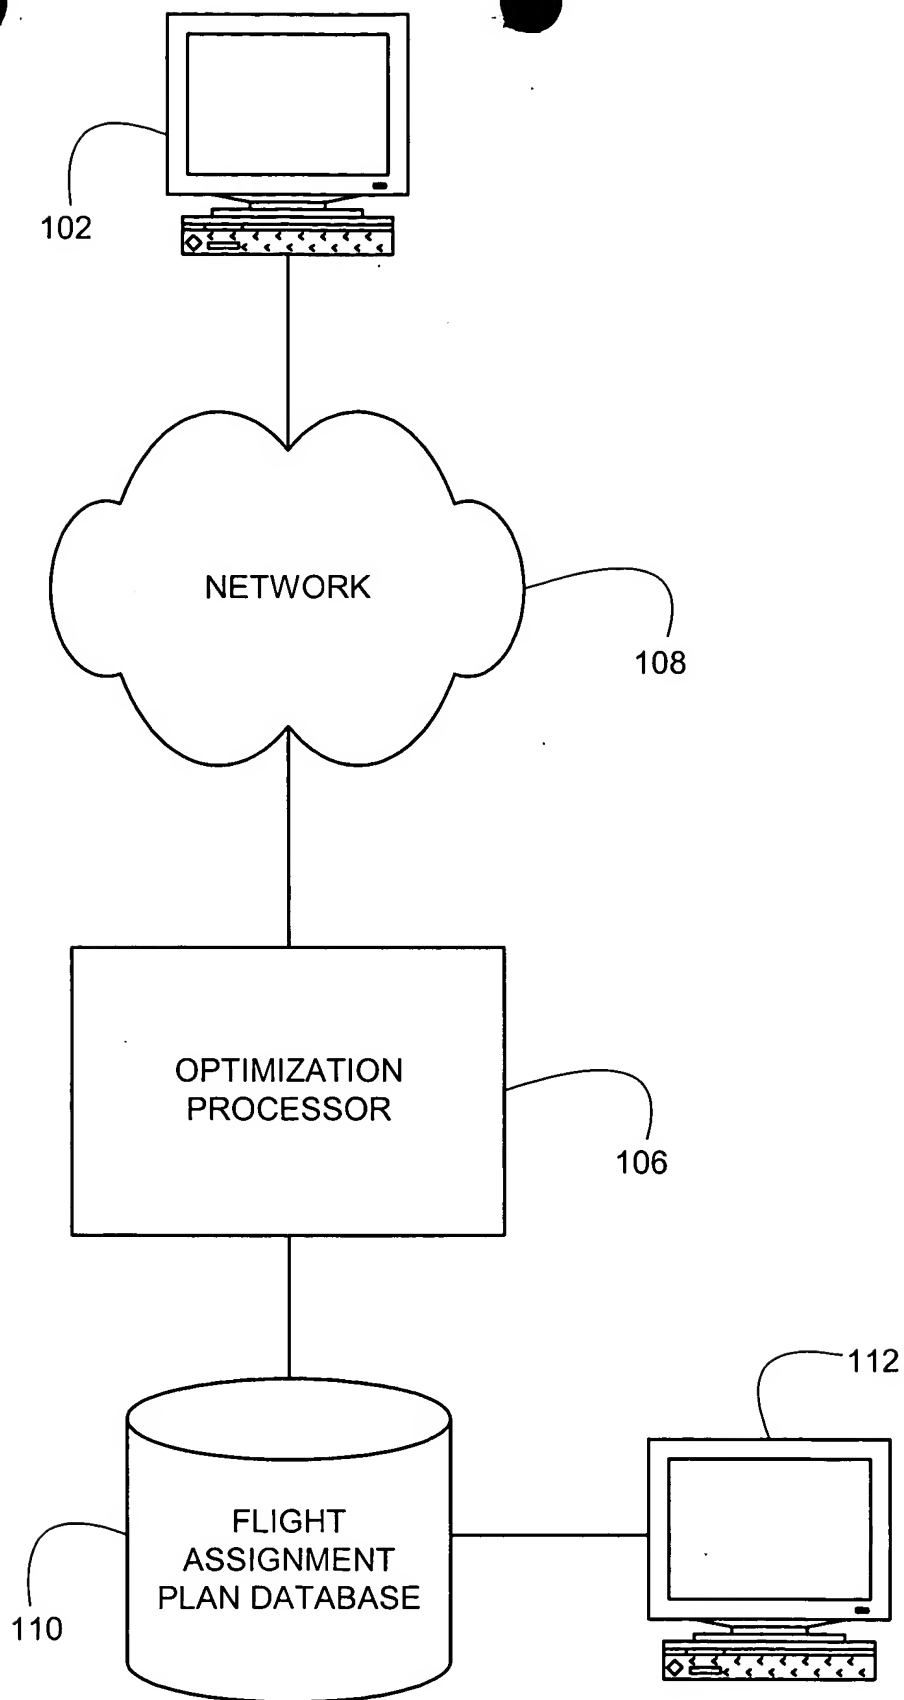 102
NETWORK
108
OPTIMIZATION
PROCESSOR
106
112
FLIGHT
ASSIGNMENT
PLAN DATABASE
110